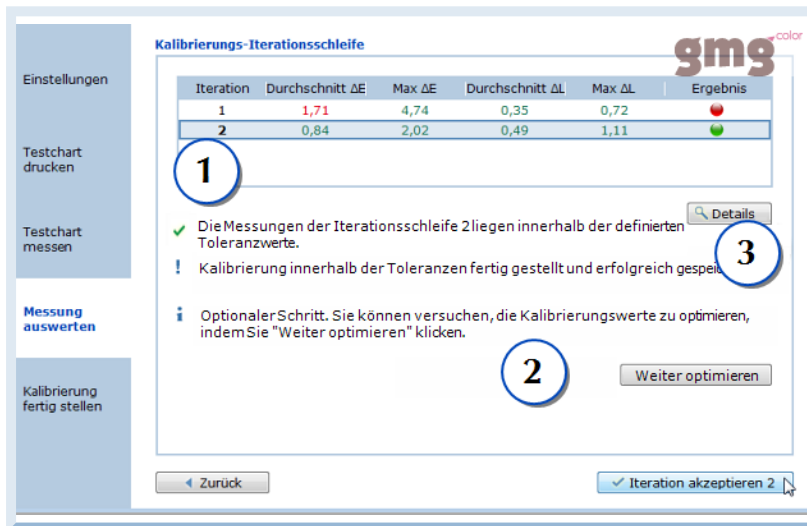 Kalibrierungs-Iterationsschleife
gmg color
Einstellungen
Testchart
drucken
Testchart
messen
Messung
auswerten
Kalibrierung
fertig stellen
Iteration Durchschnitt ΔE Max ΔE Durchschnitt ΔL Max ΔL Ergebnis
1 1,71 4,74 0,35 0,72
2 0,84 2,02 0,49 1,11
1
Details
3
Die Messungen der Iterationsschleife 2 liegen innerhalb der definierten
Toleranzwerte.
! Kalibrierung innerhalb der Toleranzen fertig gestellt und erfolgreich
i Optionaler Schritt. Sie können versuchen, die Kalibrierungswerte zu optimieren,
indem Sie "Weiter optimieren" klicken.
2
Weiter optimieren
Zurück
Iteration akzeptieren 2